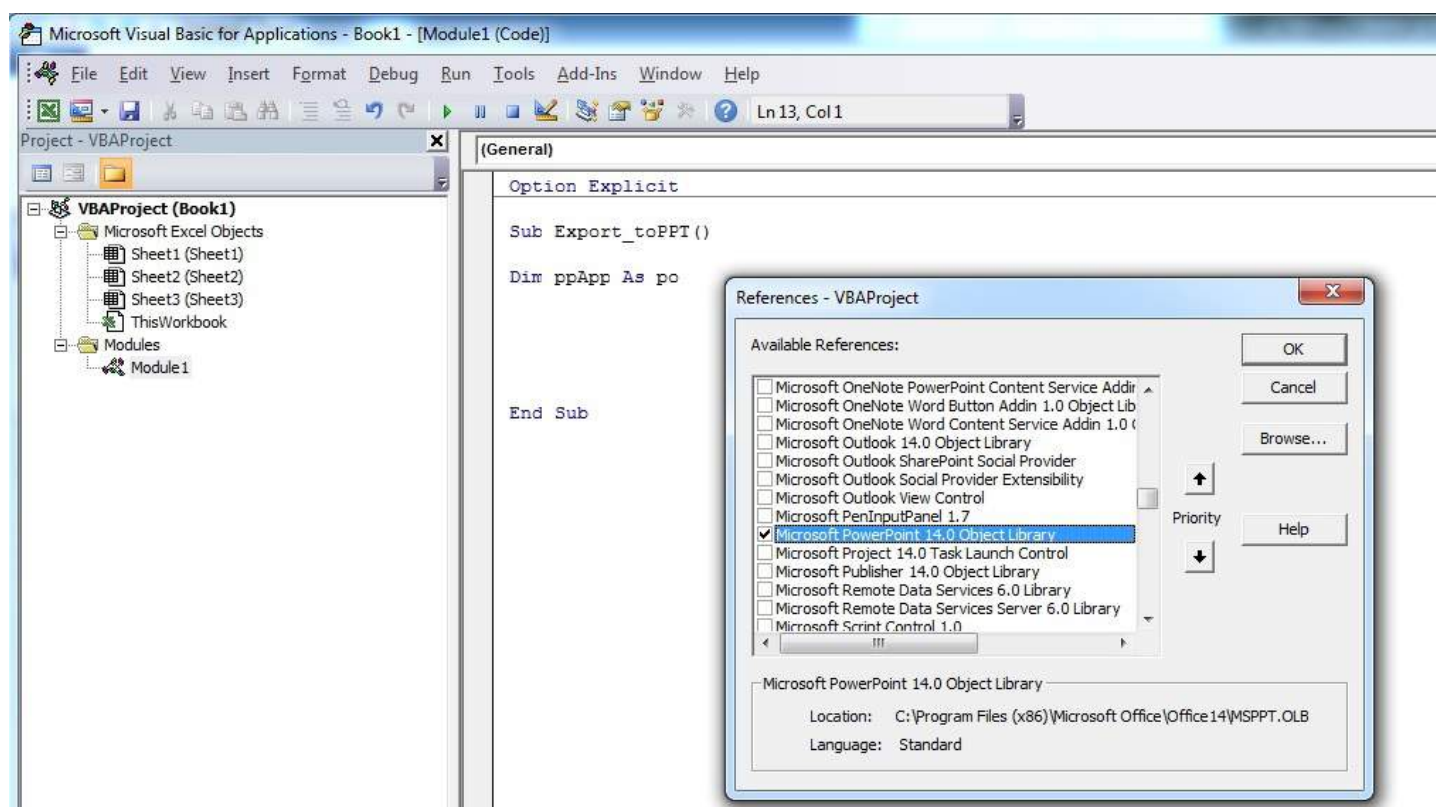 Microsoft Visual Basic for Applications - Book1 - [Module1 (Code)]
File Edit View Insert Format Debug Run Tools Add-Ins Window Help
Ln 13, Col 1
Project - VBAProject
(General)
VBAProject (Book1)
Microsoft Excel Objects
Sheet1 (Sheet1)
Sheet2 (Sheet2)
Sheet3 (Sheet3)
ThisWorkbook
Modules
Module1
Option Explicit
Sub Export_toPPT()
Dim ppApp As po
End Sub
References - VBAProject
Available References:
Microsoft OneNote PowerPoint Content Service Addin
Microsoft OneNote Word Button Addin 1.0 Object Lib
Microsoft OneNote Word Content Service Addin 1.0
Microsoft Outlook 14.0 Object Library
Microsoft Outlook SharePoint Social Provider
Microsoft Outlook Social Provider Extensibility
Microsoft Outlook View Control
Microsoft PenInputPanel 1.7
Microsoft PowerPoint 14.0 Object Library
Microsoft Project 14.0 Task Launch Control
Microsoft Publisher 14.0 Object Library
Microsoft Remote Data Services 6.0 Library
Microsoft Remote Data Services Server 6.0 Library
Microsoft Script Control 1.0
OK
Cancel
Browse...
Priority
Help
Microsoft PowerPoint 14.0 Object Library
Location: C:\Program Files (x86)\Microsoft Office\Office14\MSPPT.OLB
Language: Standard